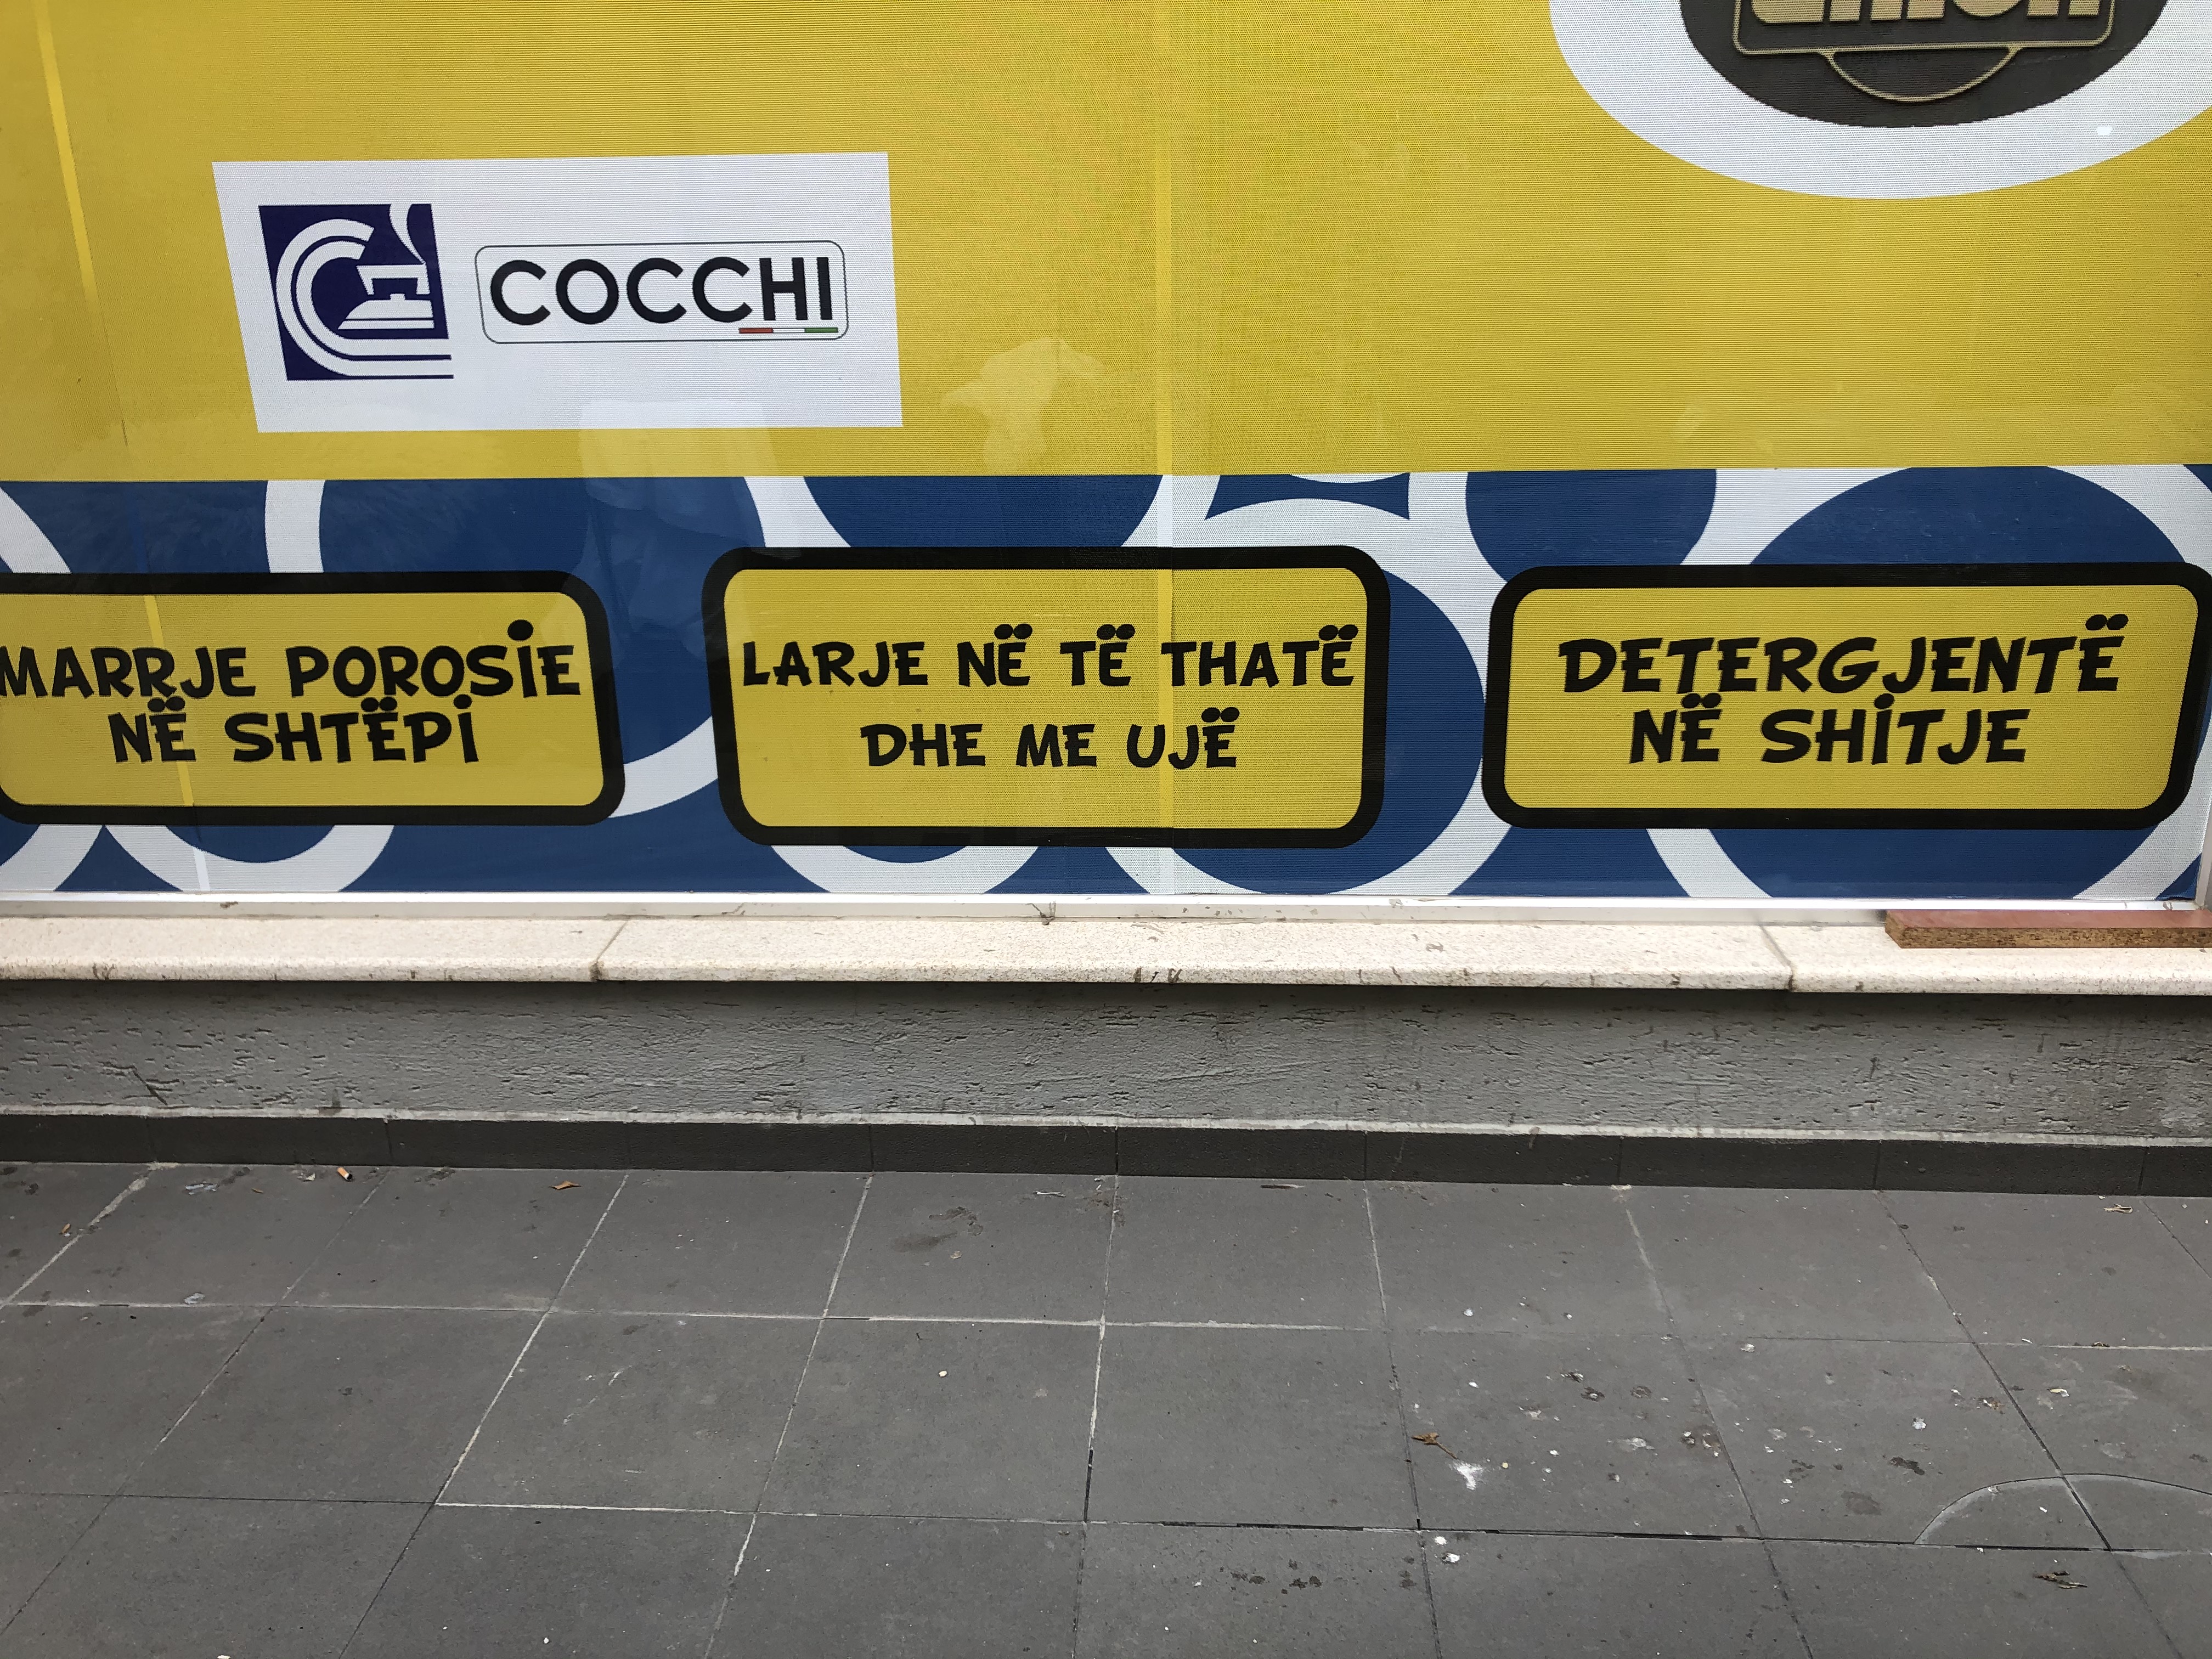 COCCHI
MARRJE POROSIE
NË SHTËPI
LARJE NË TË THATË
DHE ME UJË
DETERGJENTË
NË SHITJE